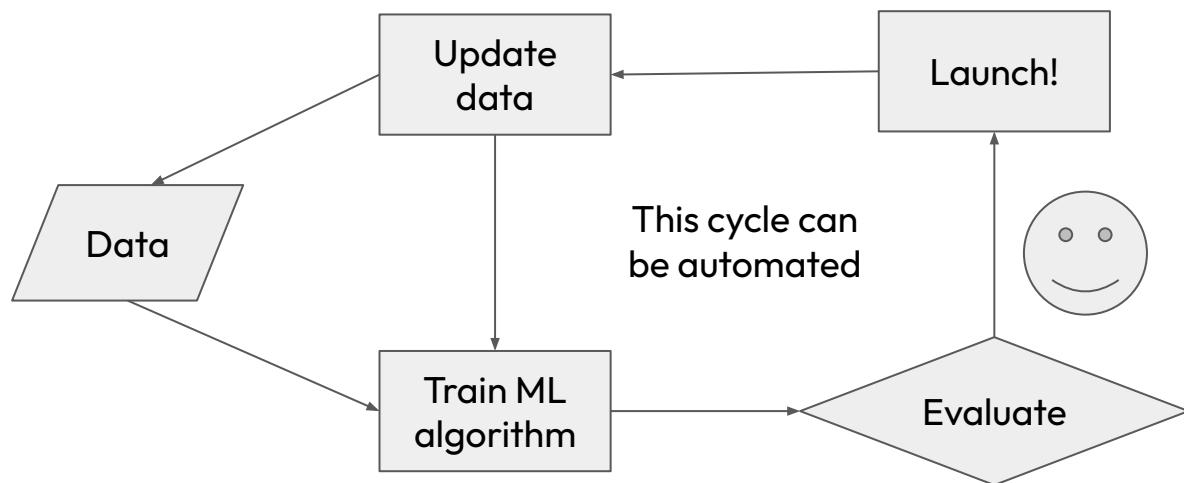 Update
data
Launch!
Data
This cycle can
be automated
Train ML
algorithm
Evaluate